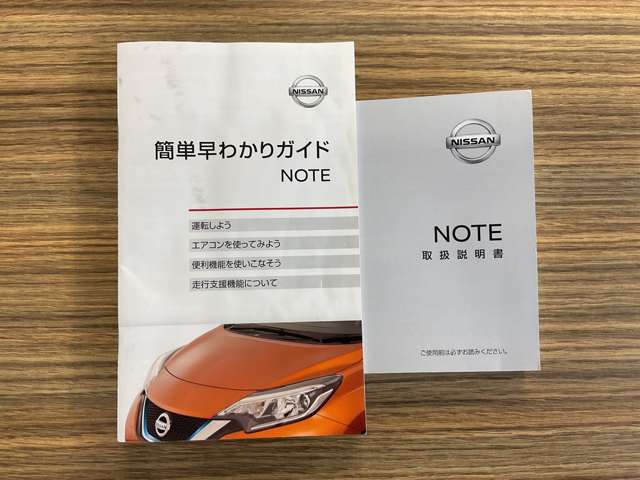 NISSAN
簡単早わかりガイド
NOTE
運転しよう
エアコンを使ってみよう
便利機能を使いこなそう
走行支援機能について
NISSAN
NISSAN
NOTE
取扱説明書
ご使用前は必ずお読みください。